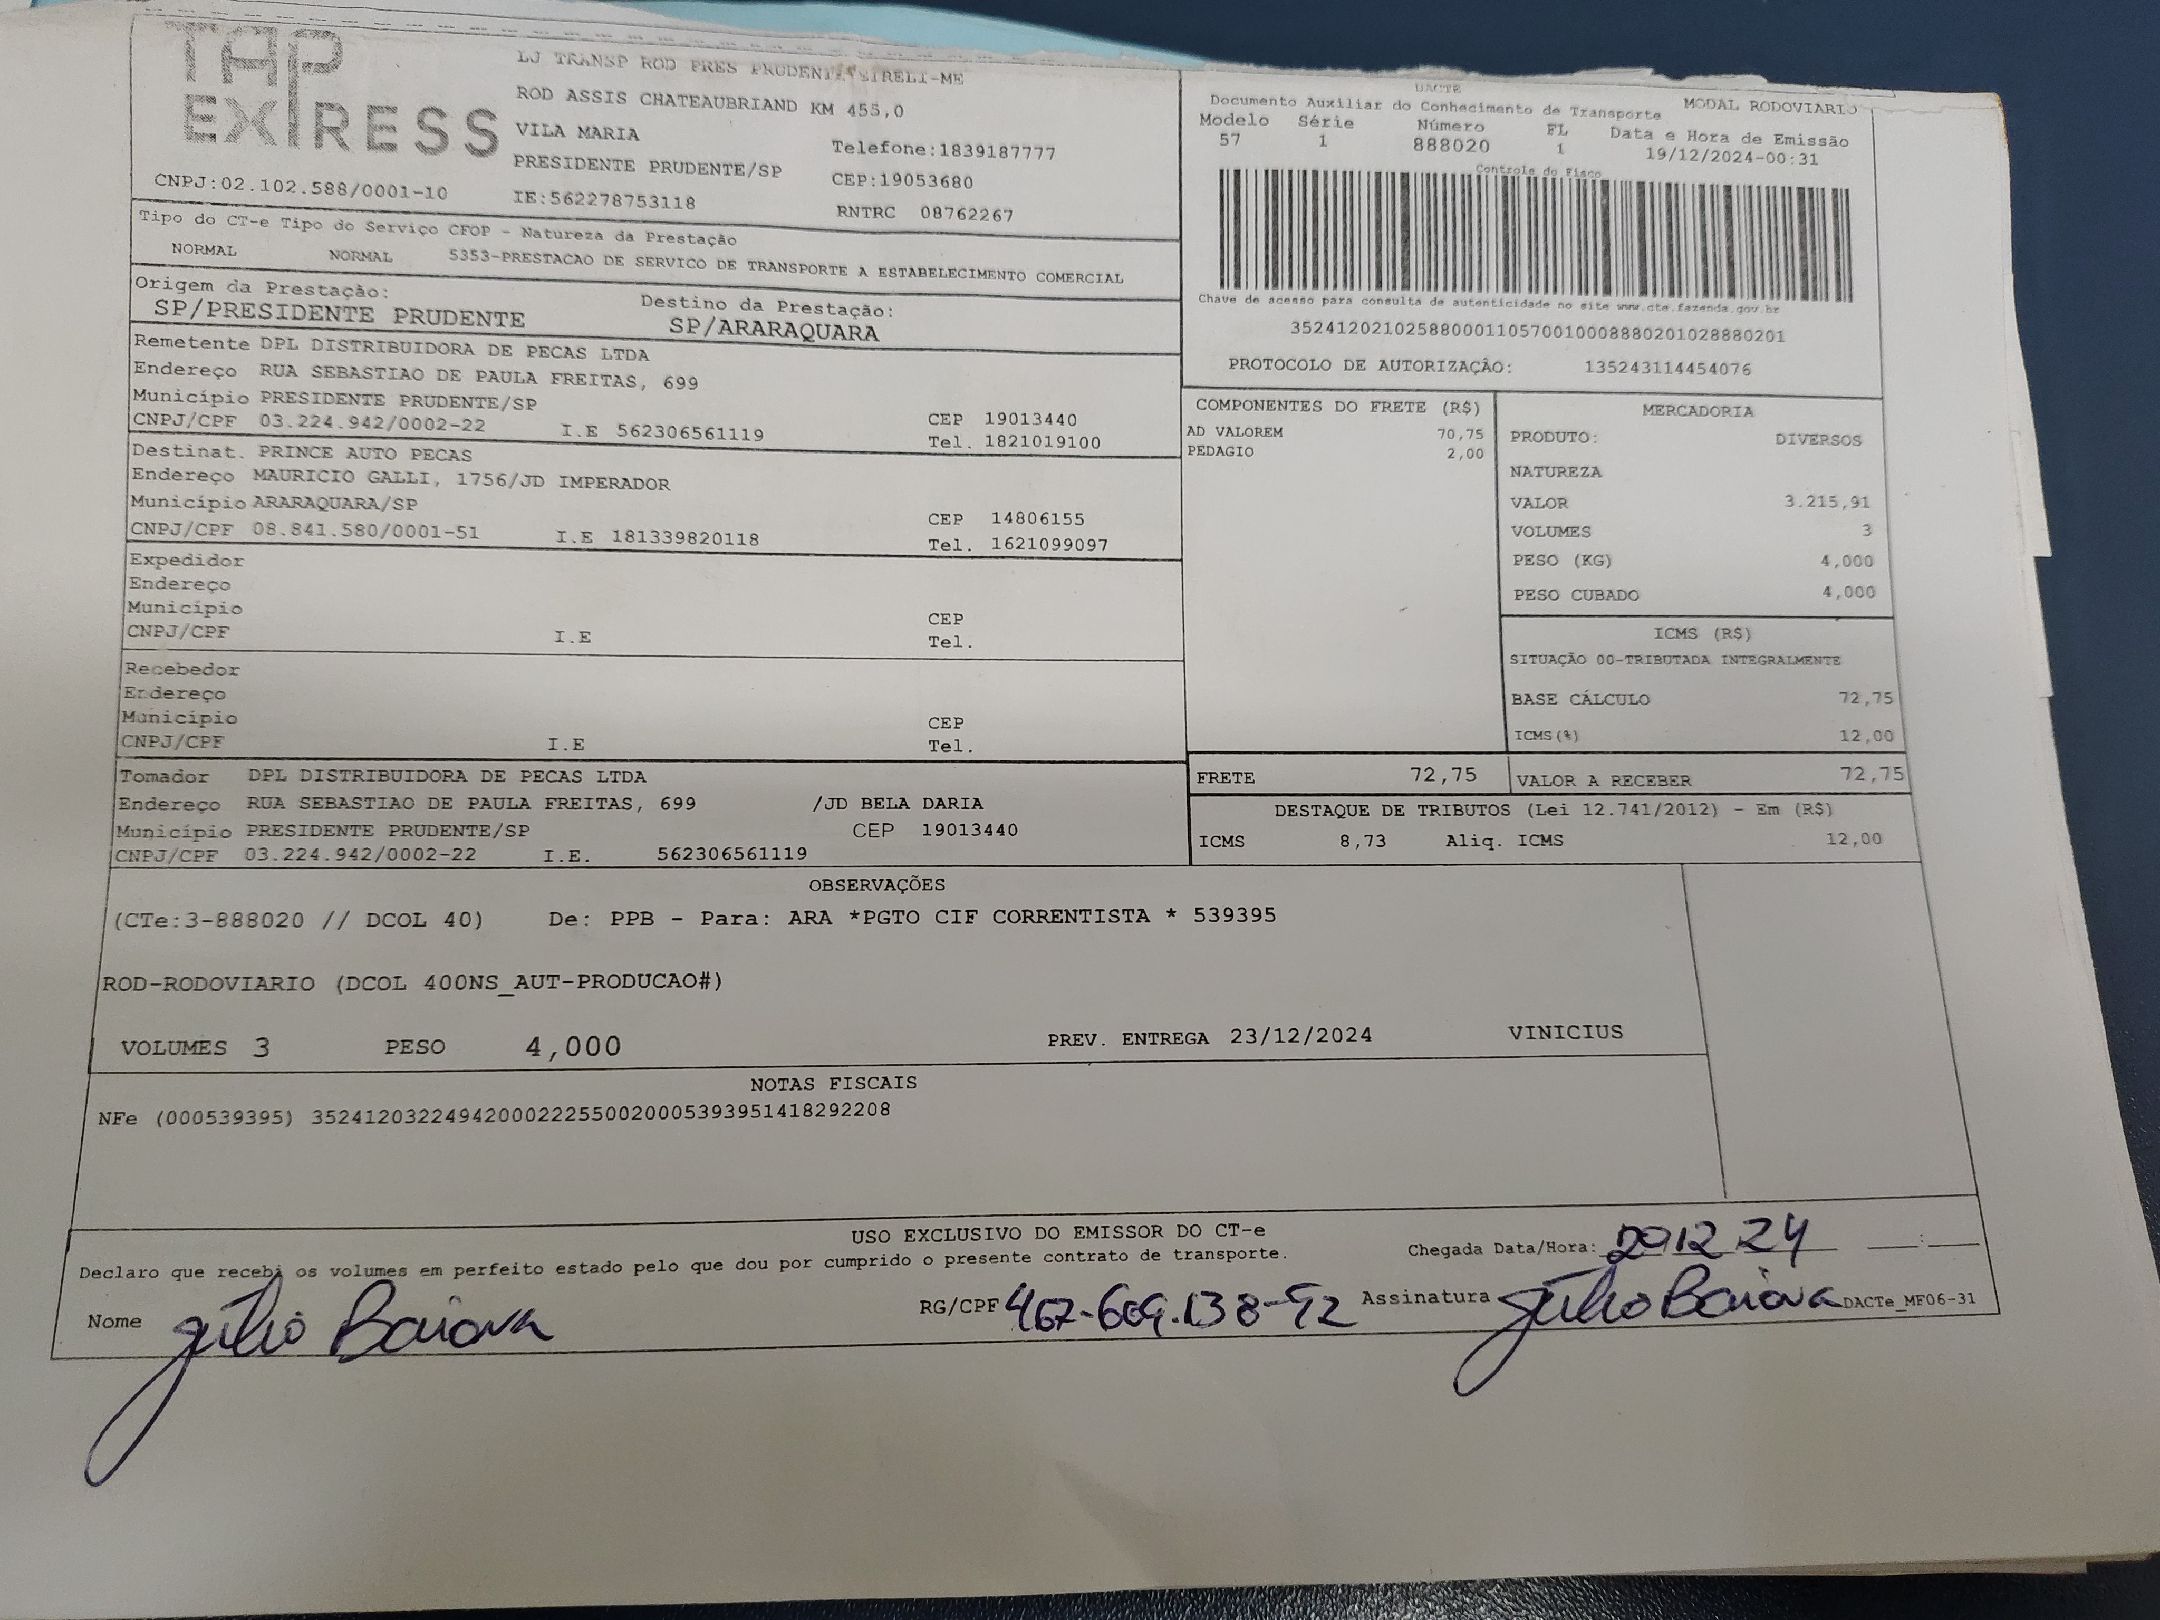 TAP EXPRESS
LJ TRANSP ROD PRES PRUDENTE EIRELI-ME
ROD ASSIS CHATEAUBRIAND KM 455,0
VILA MARIA
Telefone:1839187777
PRESIDENTE PRUDENTE/SP
CEP:19053680
CNPJ:02.102.588/0001-10
IE:562278753118
RNTRC 08762267
Tipo do CT-e Tipo do Serviço CFOP - Natureza da Prestação
NORMAL NORMAL 5353-PRESTACAO DE SERVICO DE TRANSPORTE A ESTABELECIMENTO COMERCIAL
Origem da Prestação: Destino da Prestação:
SP/PRESIDENTE PRUDENTE SP/ARARAQUARA
DACTE
Documento Auxiliar do Conhecimento de Transporte MODAL RODOVIARIO
Modelo Série Número FL Data e Hora de Emissão
57 1 888020 1 19/12/2024-00:31
Controle do Fisco
Chave de acesso para consulta de autenticidade no site www.cte.fazenda.gov.br
35241202102588000110570010008880201028880201
PROTOCOLO DE AUTORIZAÇÃO: 135243114454076
Remetente DPL DISTRIBUIDORA DE PECAS LTDA
Endereço RUA SEBASTIAO DE PAULA FREITAS, 699
Município PRESIDENTE PRUDENTE/SP CEP 19013440
CNPJ/CPF 03.224.942/0002-22 I.E 562306561119 Tel. 1821019100
Destinat. PRINCE AUTO PECAS
Endereço MAURICIO GALLI, 1756/JD IMPERADOR
Município ARARAQUARA/SP CEP 14806155
CNPJ/CPF 08.841.580/0001-51 I.E 181339820118 Tel. 1621099097
Expedidor
Endereço
Município CEP
CNPJ/CPF I.E Tel.
Recebedor
Endereço
Município CEP
CNPJ/CPF I.E Tel.
Tomador DPL DISTRIBUIDORA DE PECAS LTDA
Endereço RUA SEBASTIAO DE PAULA FREITAS, 699 /JD BELA DARIA
Município PRESIDENTE PRUDENTE/SP CEP 19013440
CNPJ/CPF 03.224.942/0002-22 I.E. 562306561119
COMPONENTES DO FRETE (R$)
AD VALOREM 70,75
PEDAGIO 2,00
MERCADORIA
PRODUTO: DIVERSOS
NATUREZA
VALOR 3.215,91
VOLUMES 3
PESO (KG) 4,000
PESO CUBADO 4,000
ICMS (R$)
SITUAÇÃO 00-TRIBUTADA INTEGRALMENTE
BASE CÁLCULO 72,75
ICMS(%) 12,00
FRETE 72,75 VALOR A RECEBER 72,75
DESTAQUE DE TRIBUTOS (Lei 12.741/2012) - Em (R$)
ICMS 8,73 Aliq. ICMS 12,00
OBSERVAÇÕES
(CTe:3-888020 // DCOL 40) De: PPB - Para: ARA *PGTO CIF CORRENTISTA * 539395
ROD-RODOVIARIO (DCOL 400NS_AUT-PRODUCAO#)
VOLUMES 3 PESO 4,000 PREV. ENTREGA 23/12/2024 VINICIUS
NOTAS FISCAIS
NFe (000539395) 35241203224942000222550020005393951418292208
USO EXCLUSIVO DO EMISSOR DO CT-e
Declaro que recebi os volumes em perfeito estado pelo que dou por cumprido o presente contrato de transporte. Chegada Data/Hora: 20 12 24 __:__
Nome Júlio RG/CPF 467-609.138-92 Assinatura Júlio DACTe_MF06-31